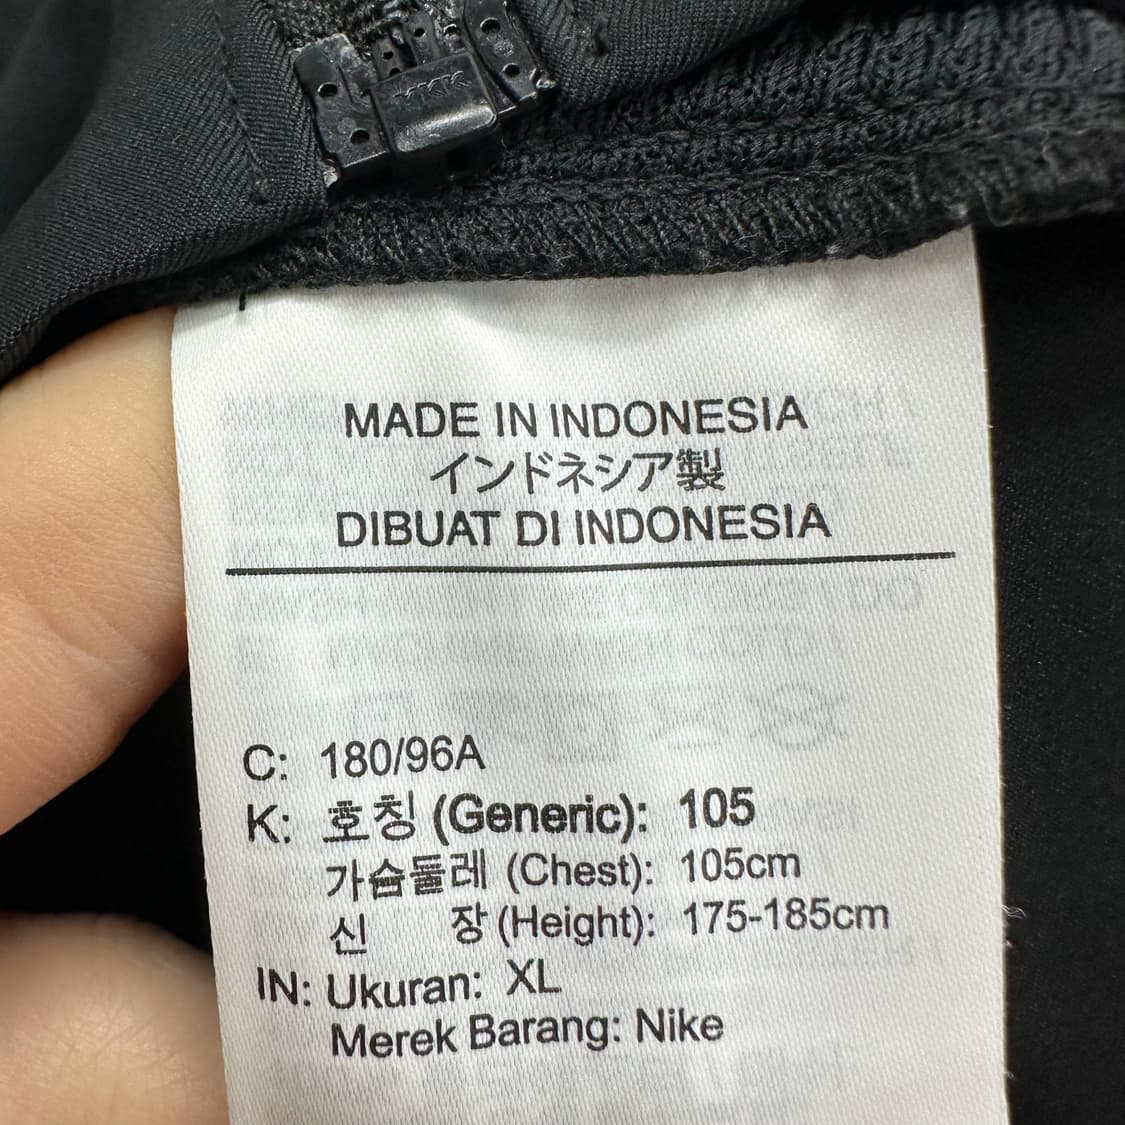 YKK
MADE IN INDONESIA
インドネシア製
DIBUAT DI INDONESIA
C: 180/96A
K: 호칭 (Generic): 105
가슴둘레 (Chest): 105cm
신 장 (Height): 175-185cm
IN: Ukuran: XL
Merek Barang: Nike